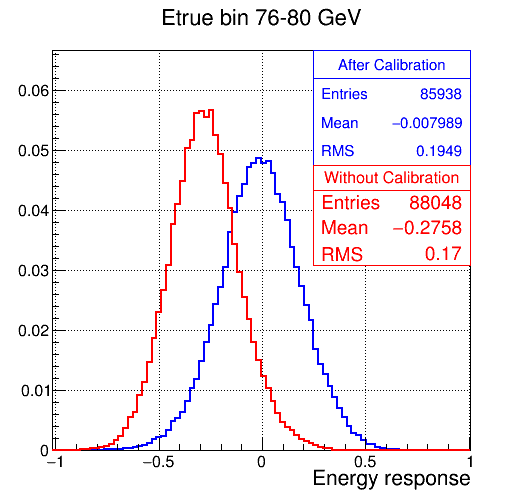 Etrue bin 76-80 GeV
After Calibration
Entries 85938
Mean −0.007989
RMS 0.1949
Without Calibration
Entries 88048
Mean −0.2758
RMS 0.17
0.06
0.05
0.04
0.03
0.02
0.01
0
−1 −0.5 0 0.5 1
Energy response